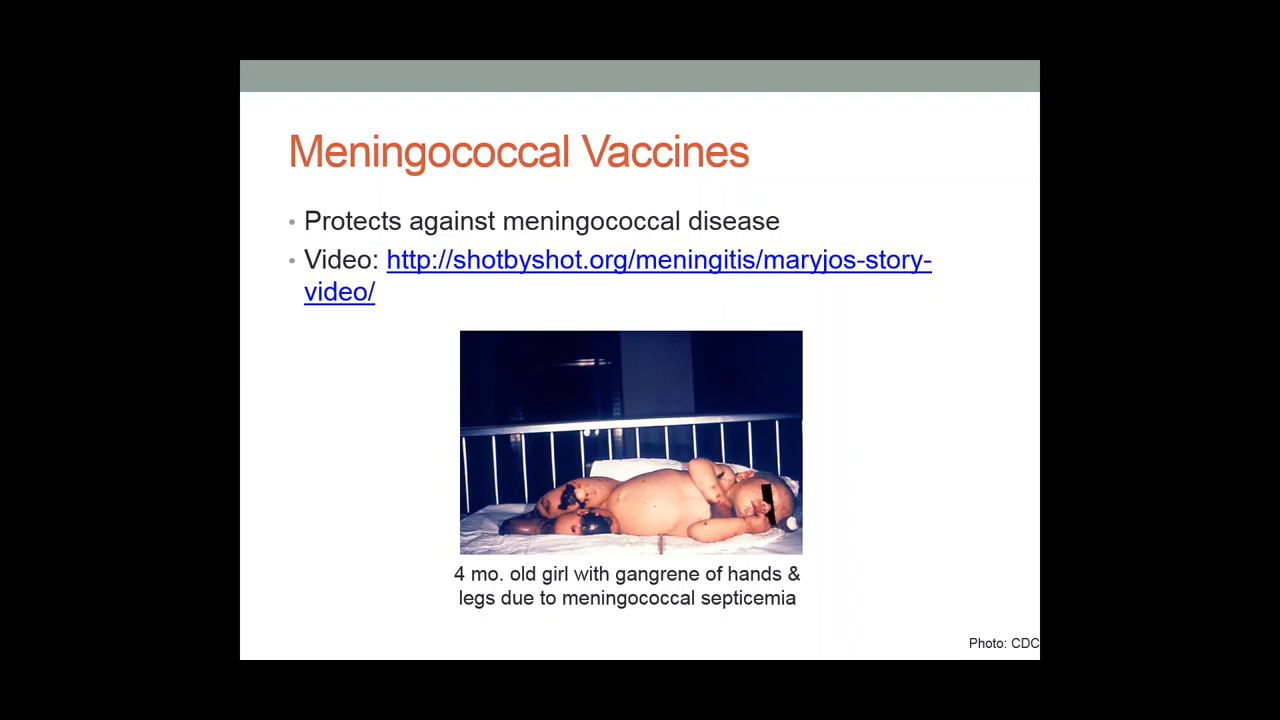 Meningococcal Vaccines
• Protects against meningococcal disease
• Video: http://shotbyshot.org/meningitis/maryjos-story-
video/
4 mo. old girl with gangrene of hands &
legs due to meningococcal septicemia
Photo: CDC